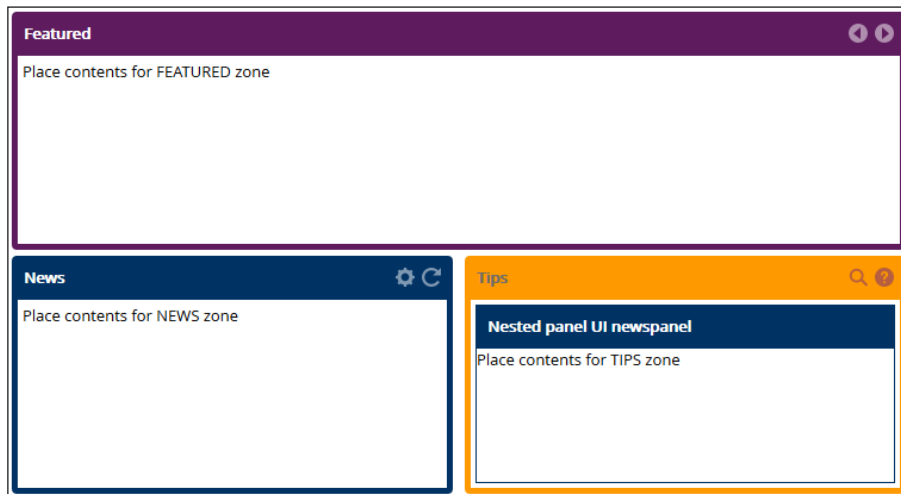 Featured
Place contents for FEATURED zone
News
Place contents for NEWS zone
Tips
?
Nested panel UI newspanel
Place contents for TIPS zone